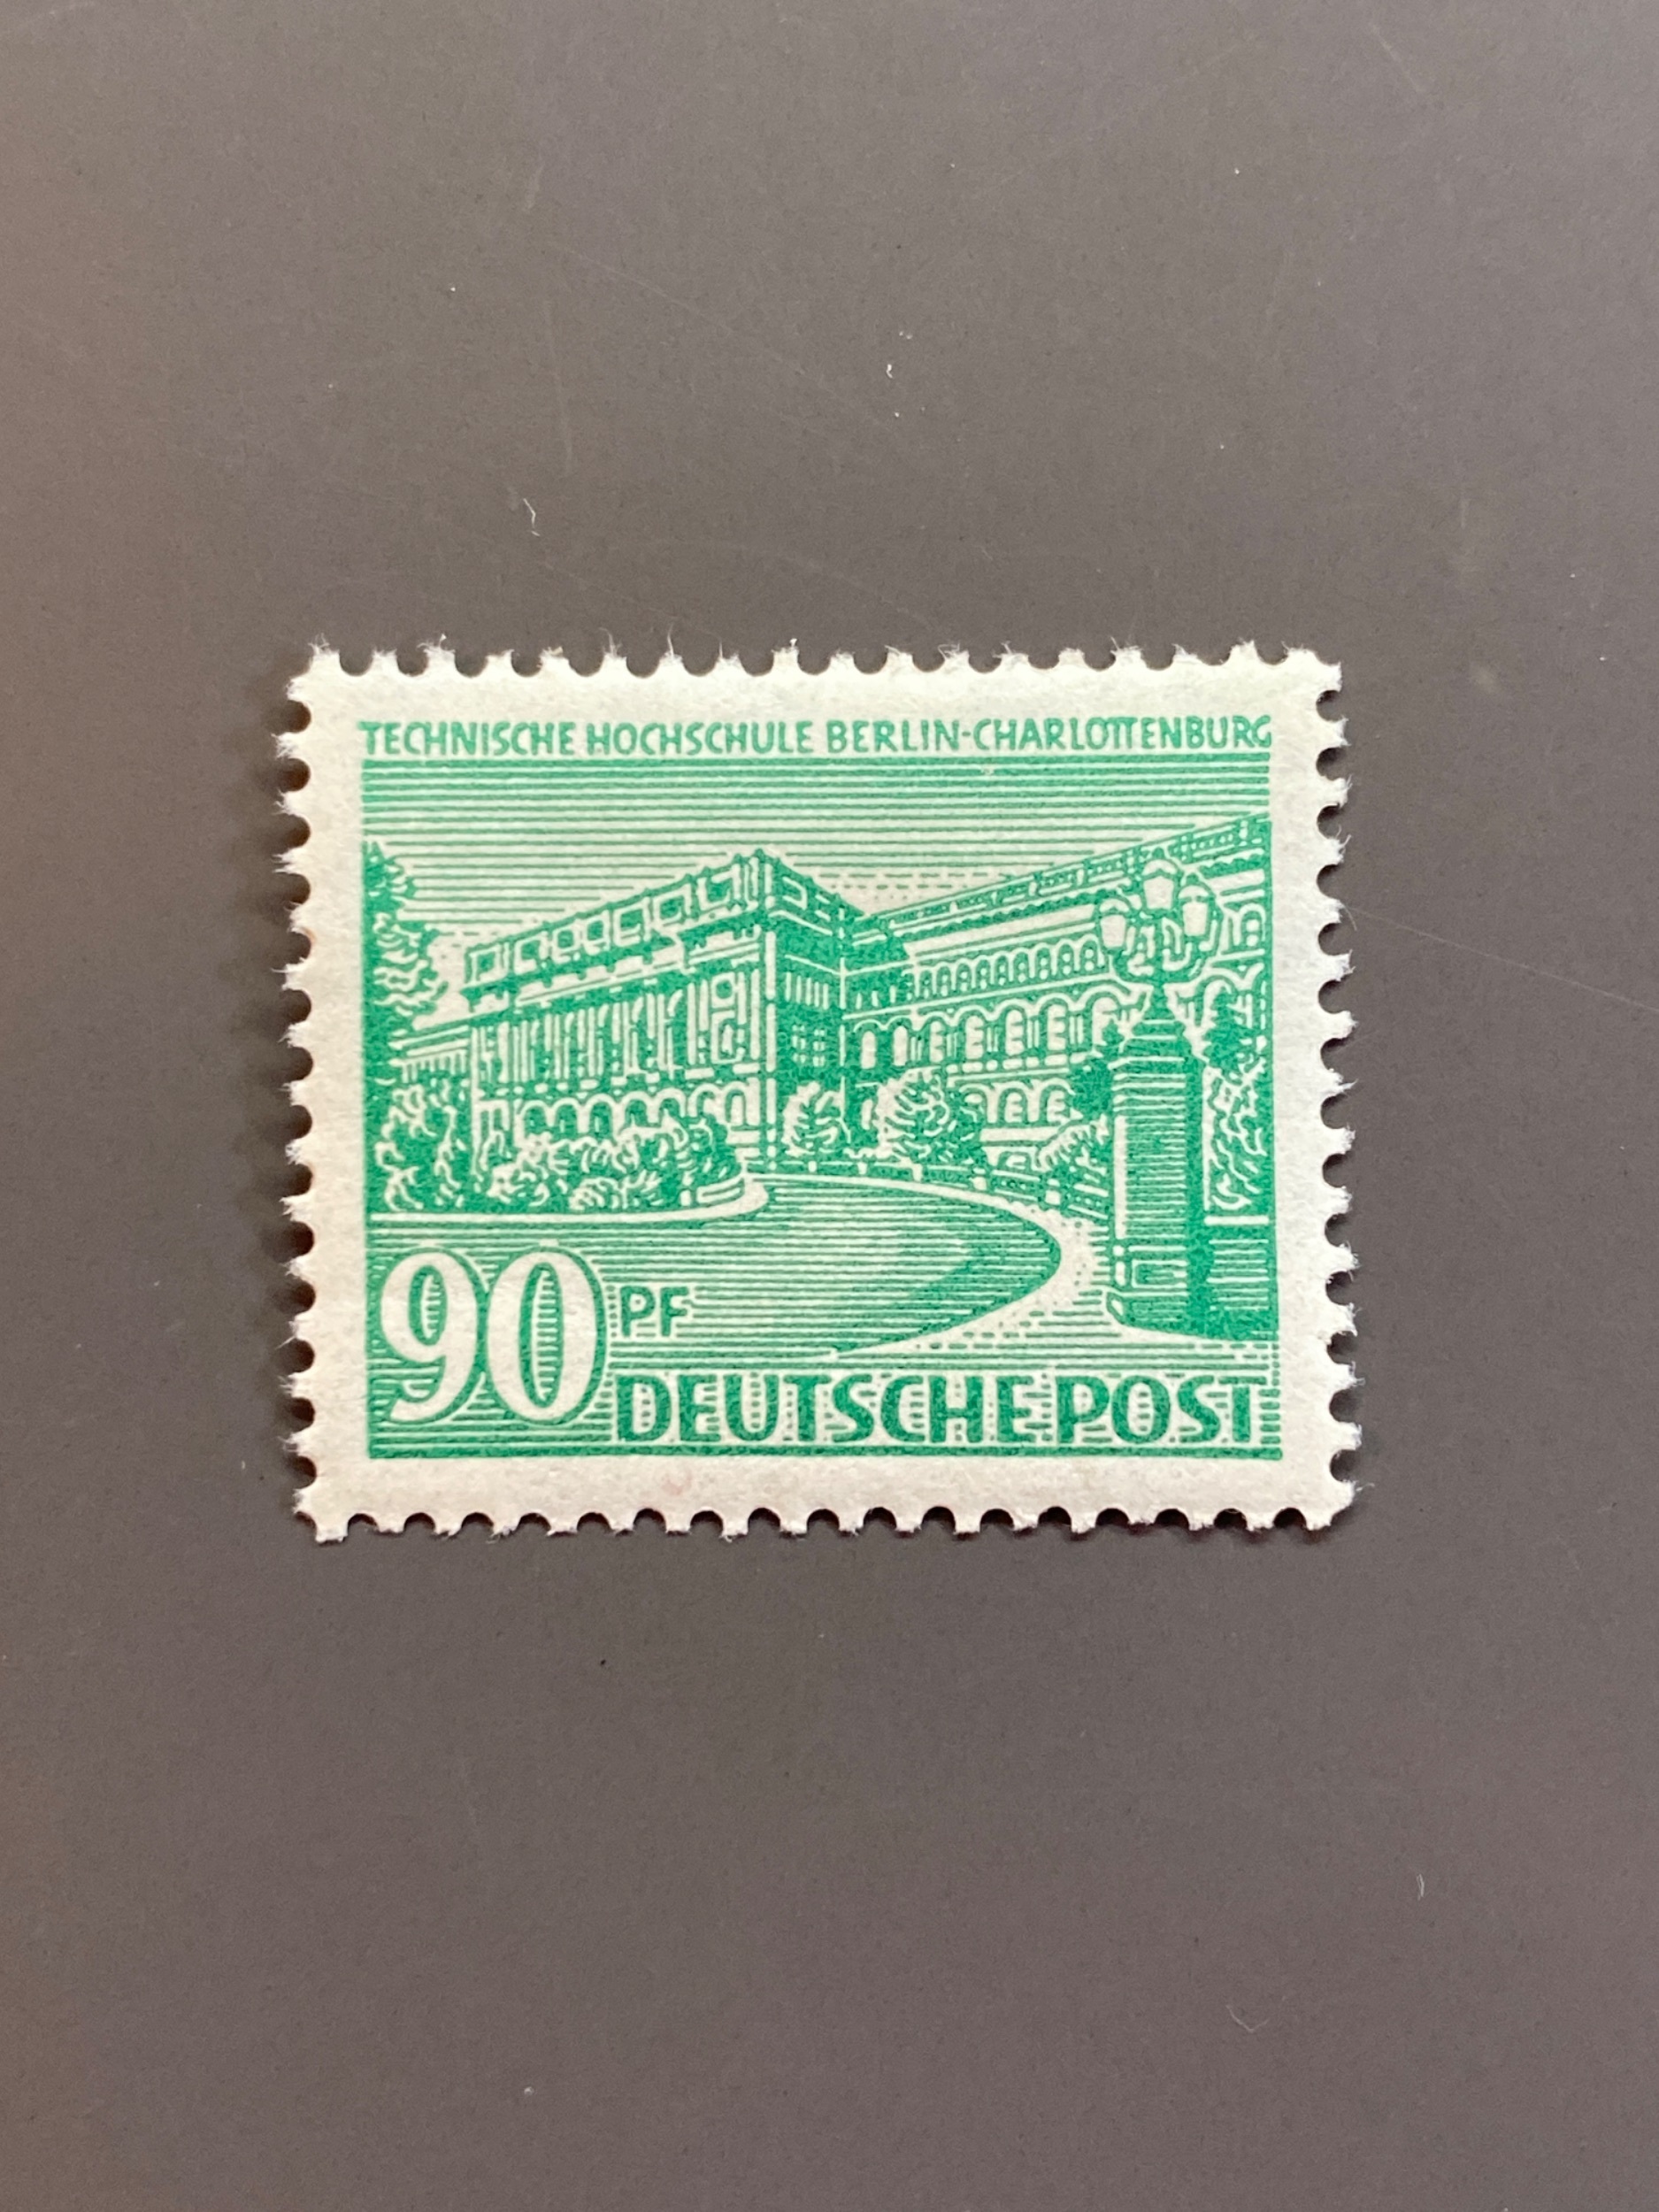 TECHNISCHE HOCHSCHULE BERLIN-CHARLOTTENBURG
90 PF
DEUTSCHE POST